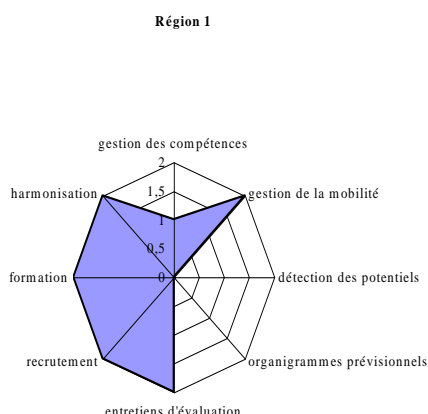 Région 1
gestion des compétences
2
harmonisation
1,5
gestion de la mobilité
1
0,5
formation
0
détection des potentiels
recrutement
organigrammes prévisionnels
entretiens d'évaluation